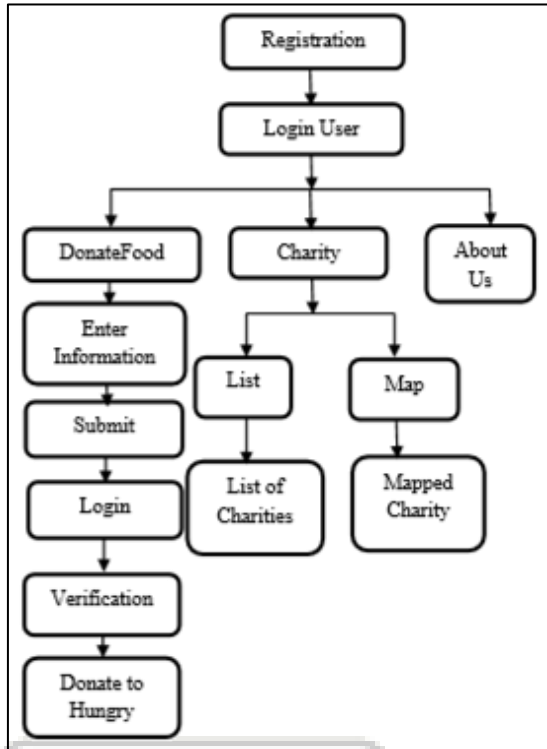 Registration
Login User
DonateFood
Charity
About
Us
Enter
Information
List
Map
Submit
Login
List of
Charities
Mapped
Charity
Verification
Donate to
Hungry